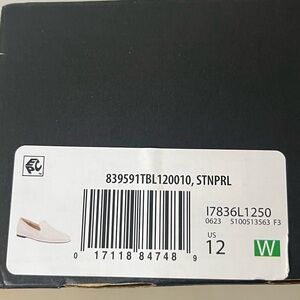 839591TBL120010, STNPRL
I7836L1250
0623 5100513563 F3
US
12
W
0 17118 84748 9